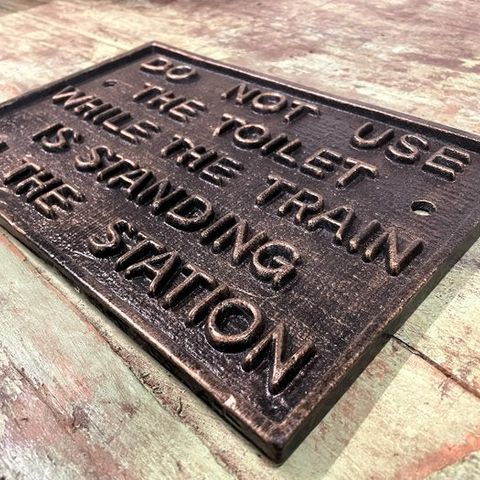 DO NOT USE
THE TOILET
WHILE THE TRAIN
IS STANDING
THE STATION